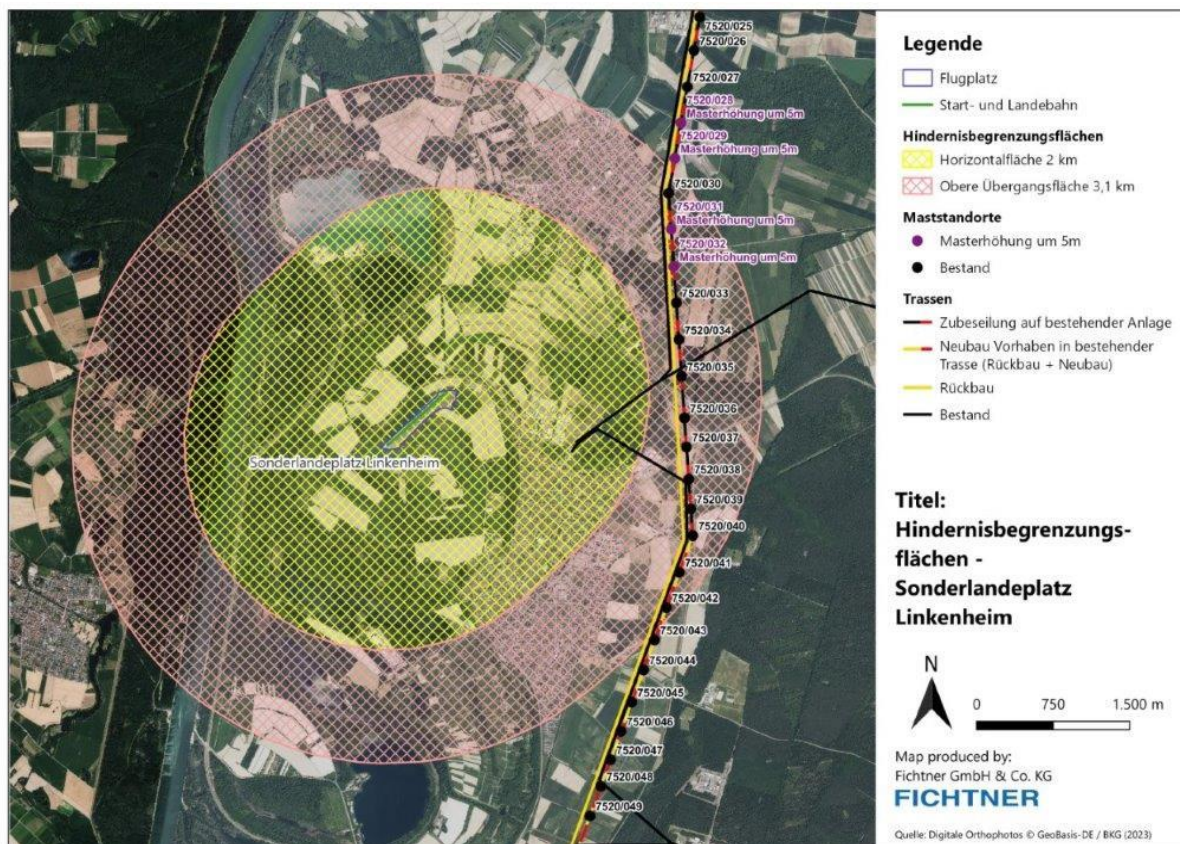 7520/025
7520/026
7520/027
7520/028
Masterhöhung um 5m
7520/029
Masterhöhung um 5m
7520/030
7520/031
Masterhöhung um 5m
7520/032
Masterhöhung um 5m
7520/033
7520/034
7520/035
7520/036
7520/037
7520/038
7520/039
7520/040
7520/041
7520/042
7520/043
7520/044
7520/045
7520/046
7520/047
7520/048
7520/049
Sonderlandeplatz Linkenheim
Legende
Flugplatz
Start- und Landebahn
Hindernisbegrenzungsflächen
Horizontalfläche 2 km
Obere Übergangsfläche 3,1 km
Maststandorte
Masterhöhung um 5m
Bestand
Trassen
Zubeseilung auf bestehender Anlage
Neubau Vorhaben in bestehender
Trasse (Rückbau + Neubau)
Rückbau
Bestand
Titel:
Hindernisbegrenzungs-
flächen -
Sonderlandeplatz
Linkenheim
N
0 750 1.500 m
Map produced by:
Fichtner GmbH & Co. KG
FICHTNER
Quelle: Digitale Orthophotos © GeoBasis-DE / BKG (2023)